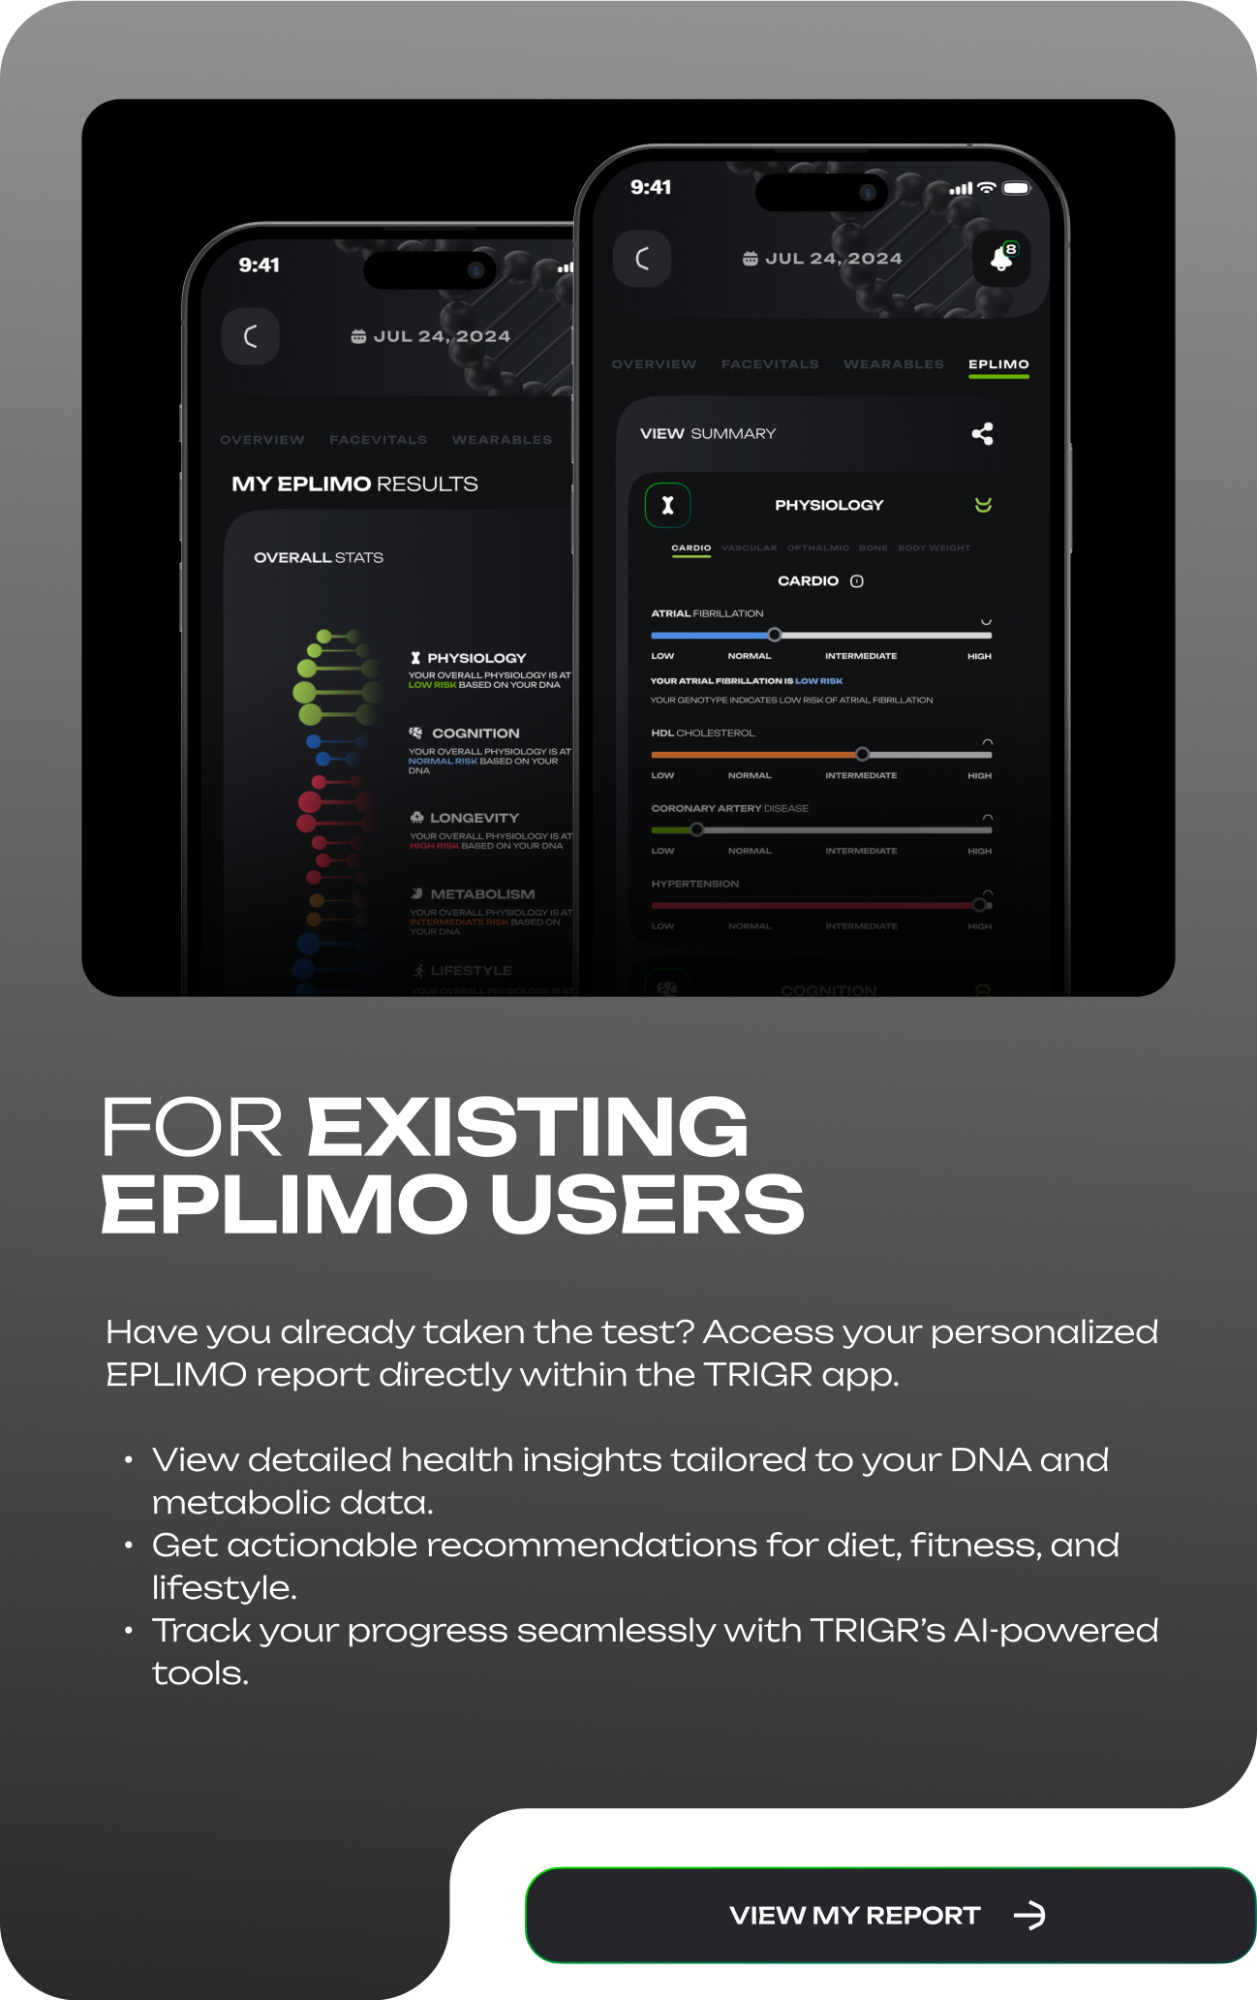 9:41
JUL 24, 2024
OVERVIEW FACEVITALS WEARABLES
MY EPLIMO RESULTS
OVERALL STATS
PHYSIOLOGY
YOUR OVERALL PHYSIOLOGY IS AT
LOW RISK BASED ON YOUR DNA
COGNITION
YOUR OVERALL PHYSIOLOGY IS AT
NORMAL RISK BASED ON YOUR
DNA
LONGEVITY
YOUR OVERALL PHYSIOLOGY IS AT
HIGH RISK BASED ON YOUR DNA
METABOLISM
YOUR OVERALL PHYSIOLOGY IS AT
INTERMEDIATE RISK BASED ON
YOUR DNA
LIFESTYLE
YOUR OVERALL PHYSIOLOGY IS AT
9:41
JUL 24, 2024
8
OVERVIEW FACEVITALS WEARABLES EPLIMO
VIEW SUMMARY
PHYSIOLOGY
CARDIO VASCULAR OPTHALMIC BONE BODY WEIGHT
CARDIO
ATRIAL FIBRILLATION
LOW NORMAL INTERMEDIATE HIGH
YOUR ATRIAL FIBRILLATION IS LOW RISK
YOUR GENOTYPE INDICATES LOW RISK OF ATRIAL FIBRILLATION
HDL CHOLESTEROL
LOW NORMAL INTERMEDIATE HIGH
CORONARY ARTERY DISEASE
LOW NORMAL INTERMEDIATE HIGH
HYPERTENSION
LOW NORMAL INTERMEDIATE HIGH
COGNITION
FOR EXISTING
EPLIMO USERS
Have you already taken the test? Access your personalized
EPLIMO report directly within the TRIGR app.
• View detailed health insights tailored to your DNA and
metabolic data.
• Get actionable recommendations for diet, fitness, and
lifestyle.
• Track your progress seamlessly with TRIGR's AI-powered
tools.
VIEW MY REPORT